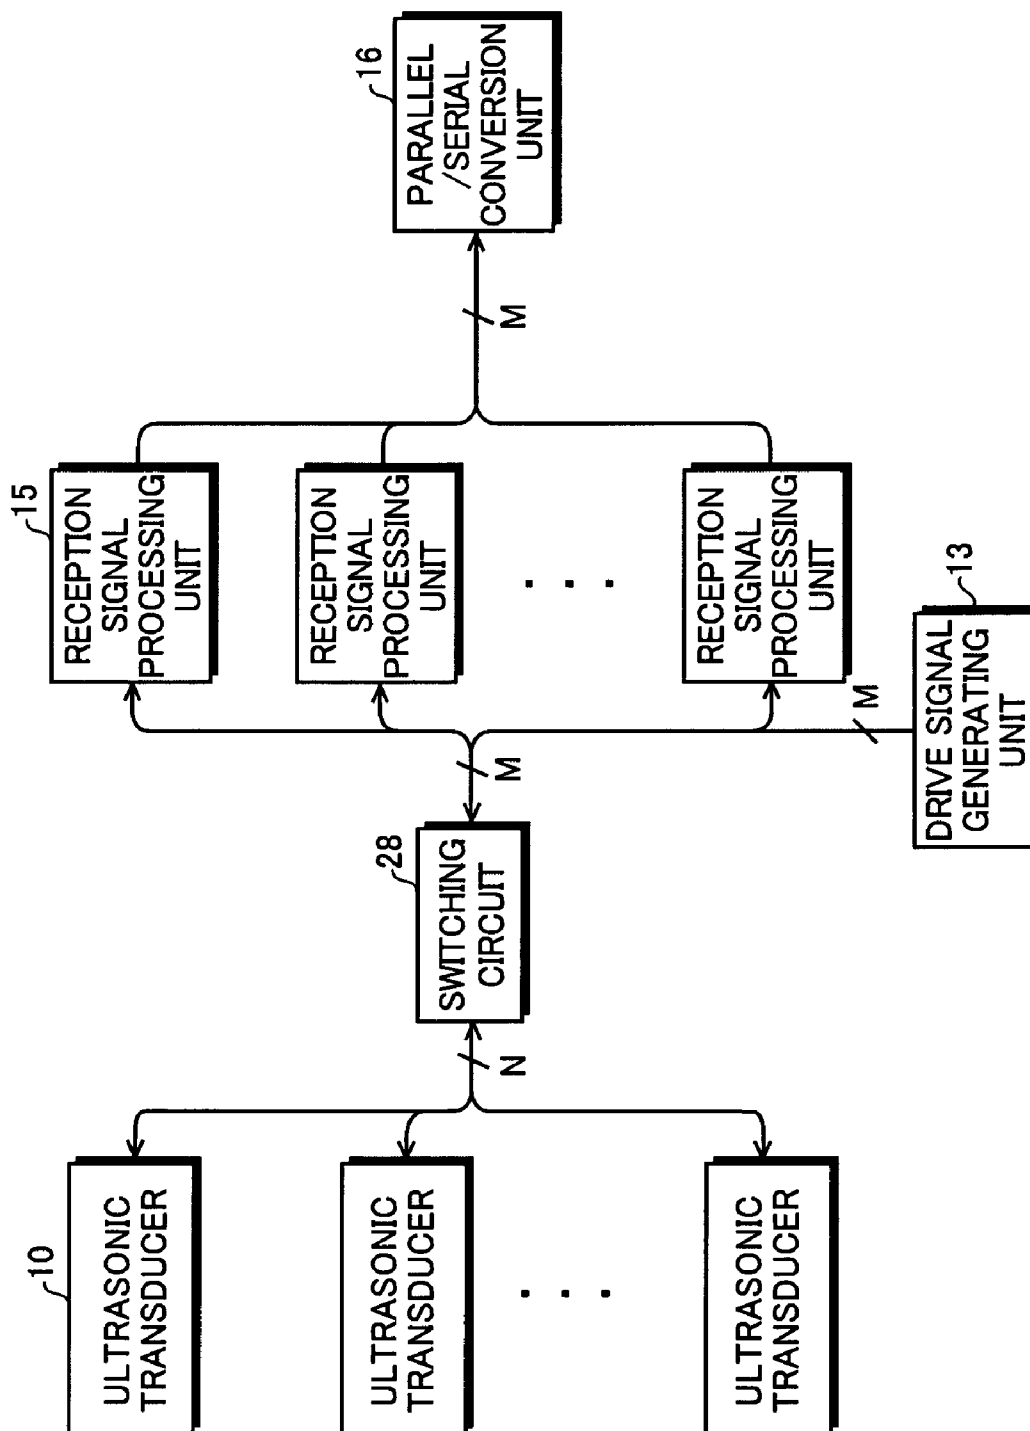 10
ULTRASONIC
TRANSDUCER
ULTRASONIC
TRANSDUCER
. . .
ULTRASONIC
TRANSDUCER
N
28
SWITCHING
CIRCUIT
M
15
RECEPTION
SIGNAL
PROCESSING
UNIT
RECEPTION
SIGNAL
PROCESSING
UNIT
. . .
RECEPTION
SIGNAL
PROCESSING
UNIT
M
13
DRIVE SIGNAL
GENERATING
UNIT
M
16
PARALLEL
/SERIAL
CONVERSION
UNIT